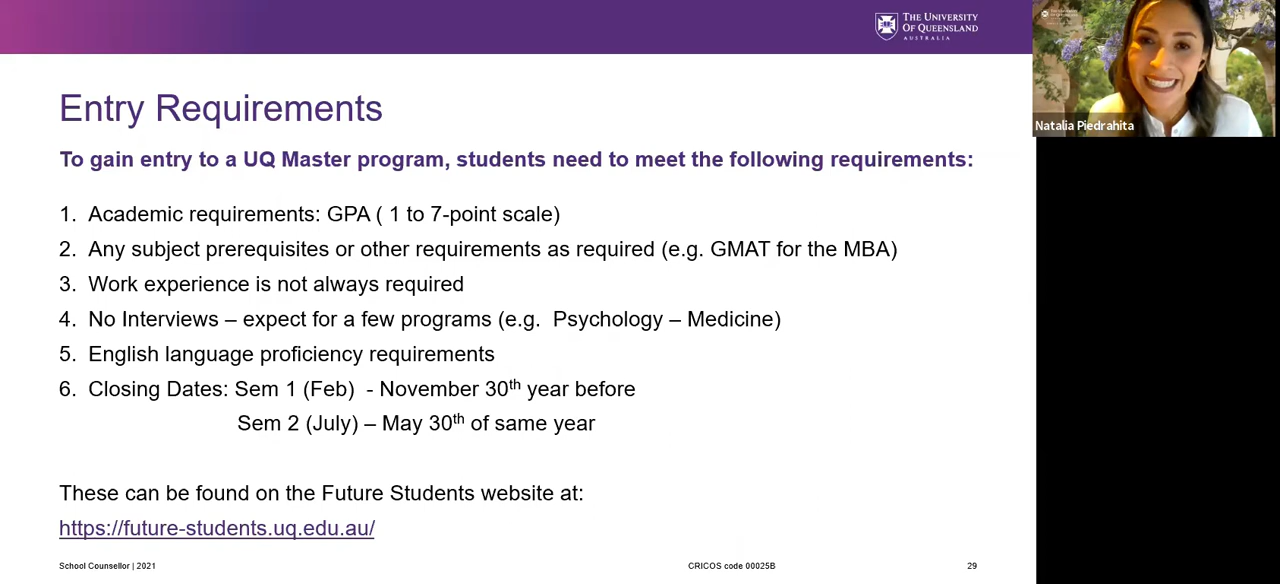 THE UNIVERSITY
OF QUEENSLAND
AUSTRALIA
Entry Requirements
To gain entry to a UQ Master program, students need to meet the following requirements:
1. Academic requirements: GPA ( 1 to 7-point scale)
2. Any subject prerequisites or other requirements as required (e.g. GMAT for the MBA)
3. Work experience is not always required
4. No Interviews – expect for a few programs (e.g. Psychology – Medicine)
5. English language proficiency requirements
6. Closing Dates: Sem 1 (Feb) - November 30th year before
Sem 2 (July) – May 30th of same year
These can be found on the Future Students website at:
https://future-students.uq.edu.au/
School Counsellor | 2021
CRICOS code 00025B
29
Natalia Piedrahita